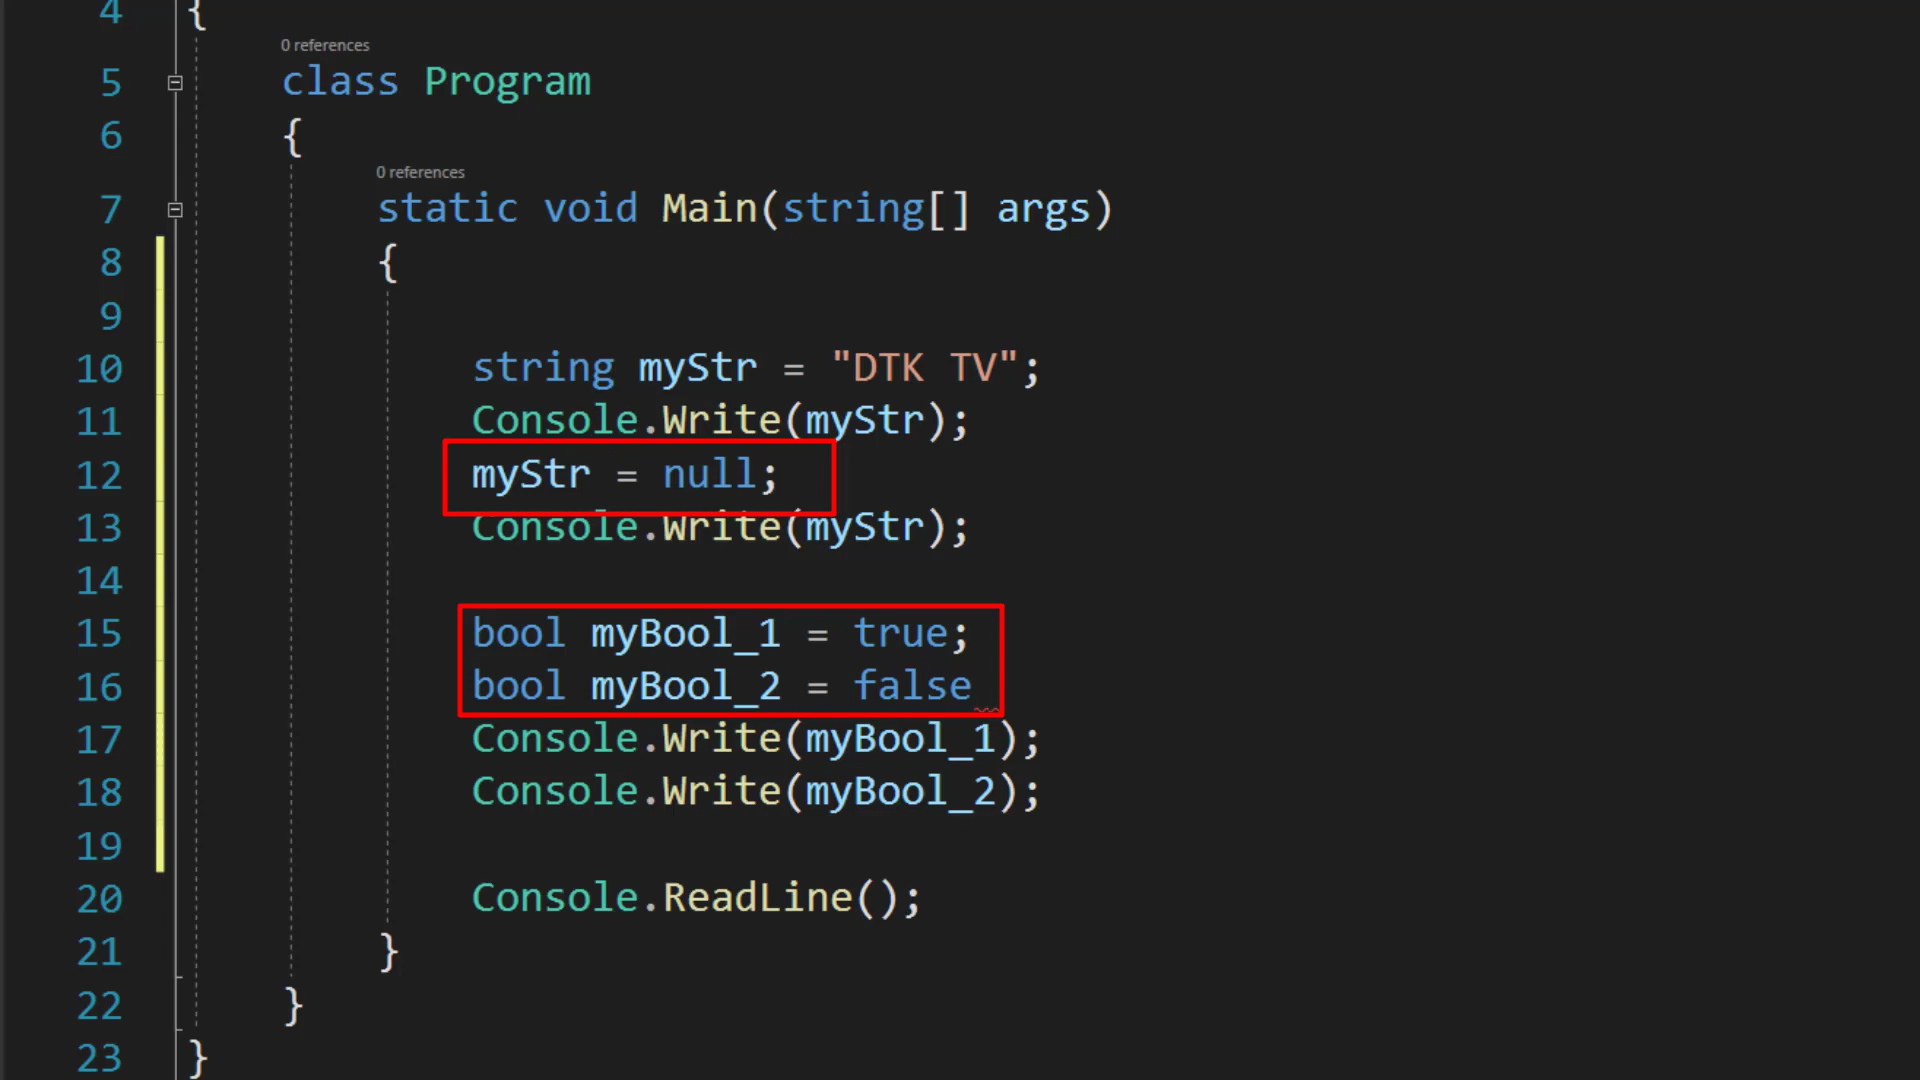 4 {
0 references
5 class Program
6 {
0 references
7 static void Main(string[] args)
8 {
9
10 string myStr = "DTK TV";
11 Console.Write(myStr);
12 myStr = null;
13 Console.Write(myStr);
14
15 bool myBool_1 = true;
16 bool myBool_2 = false
17 Console.Write(myBool_1);
18 Console.Write(myBool_2);
19
20 Console.ReadLine();
21 }
22 }
23 }